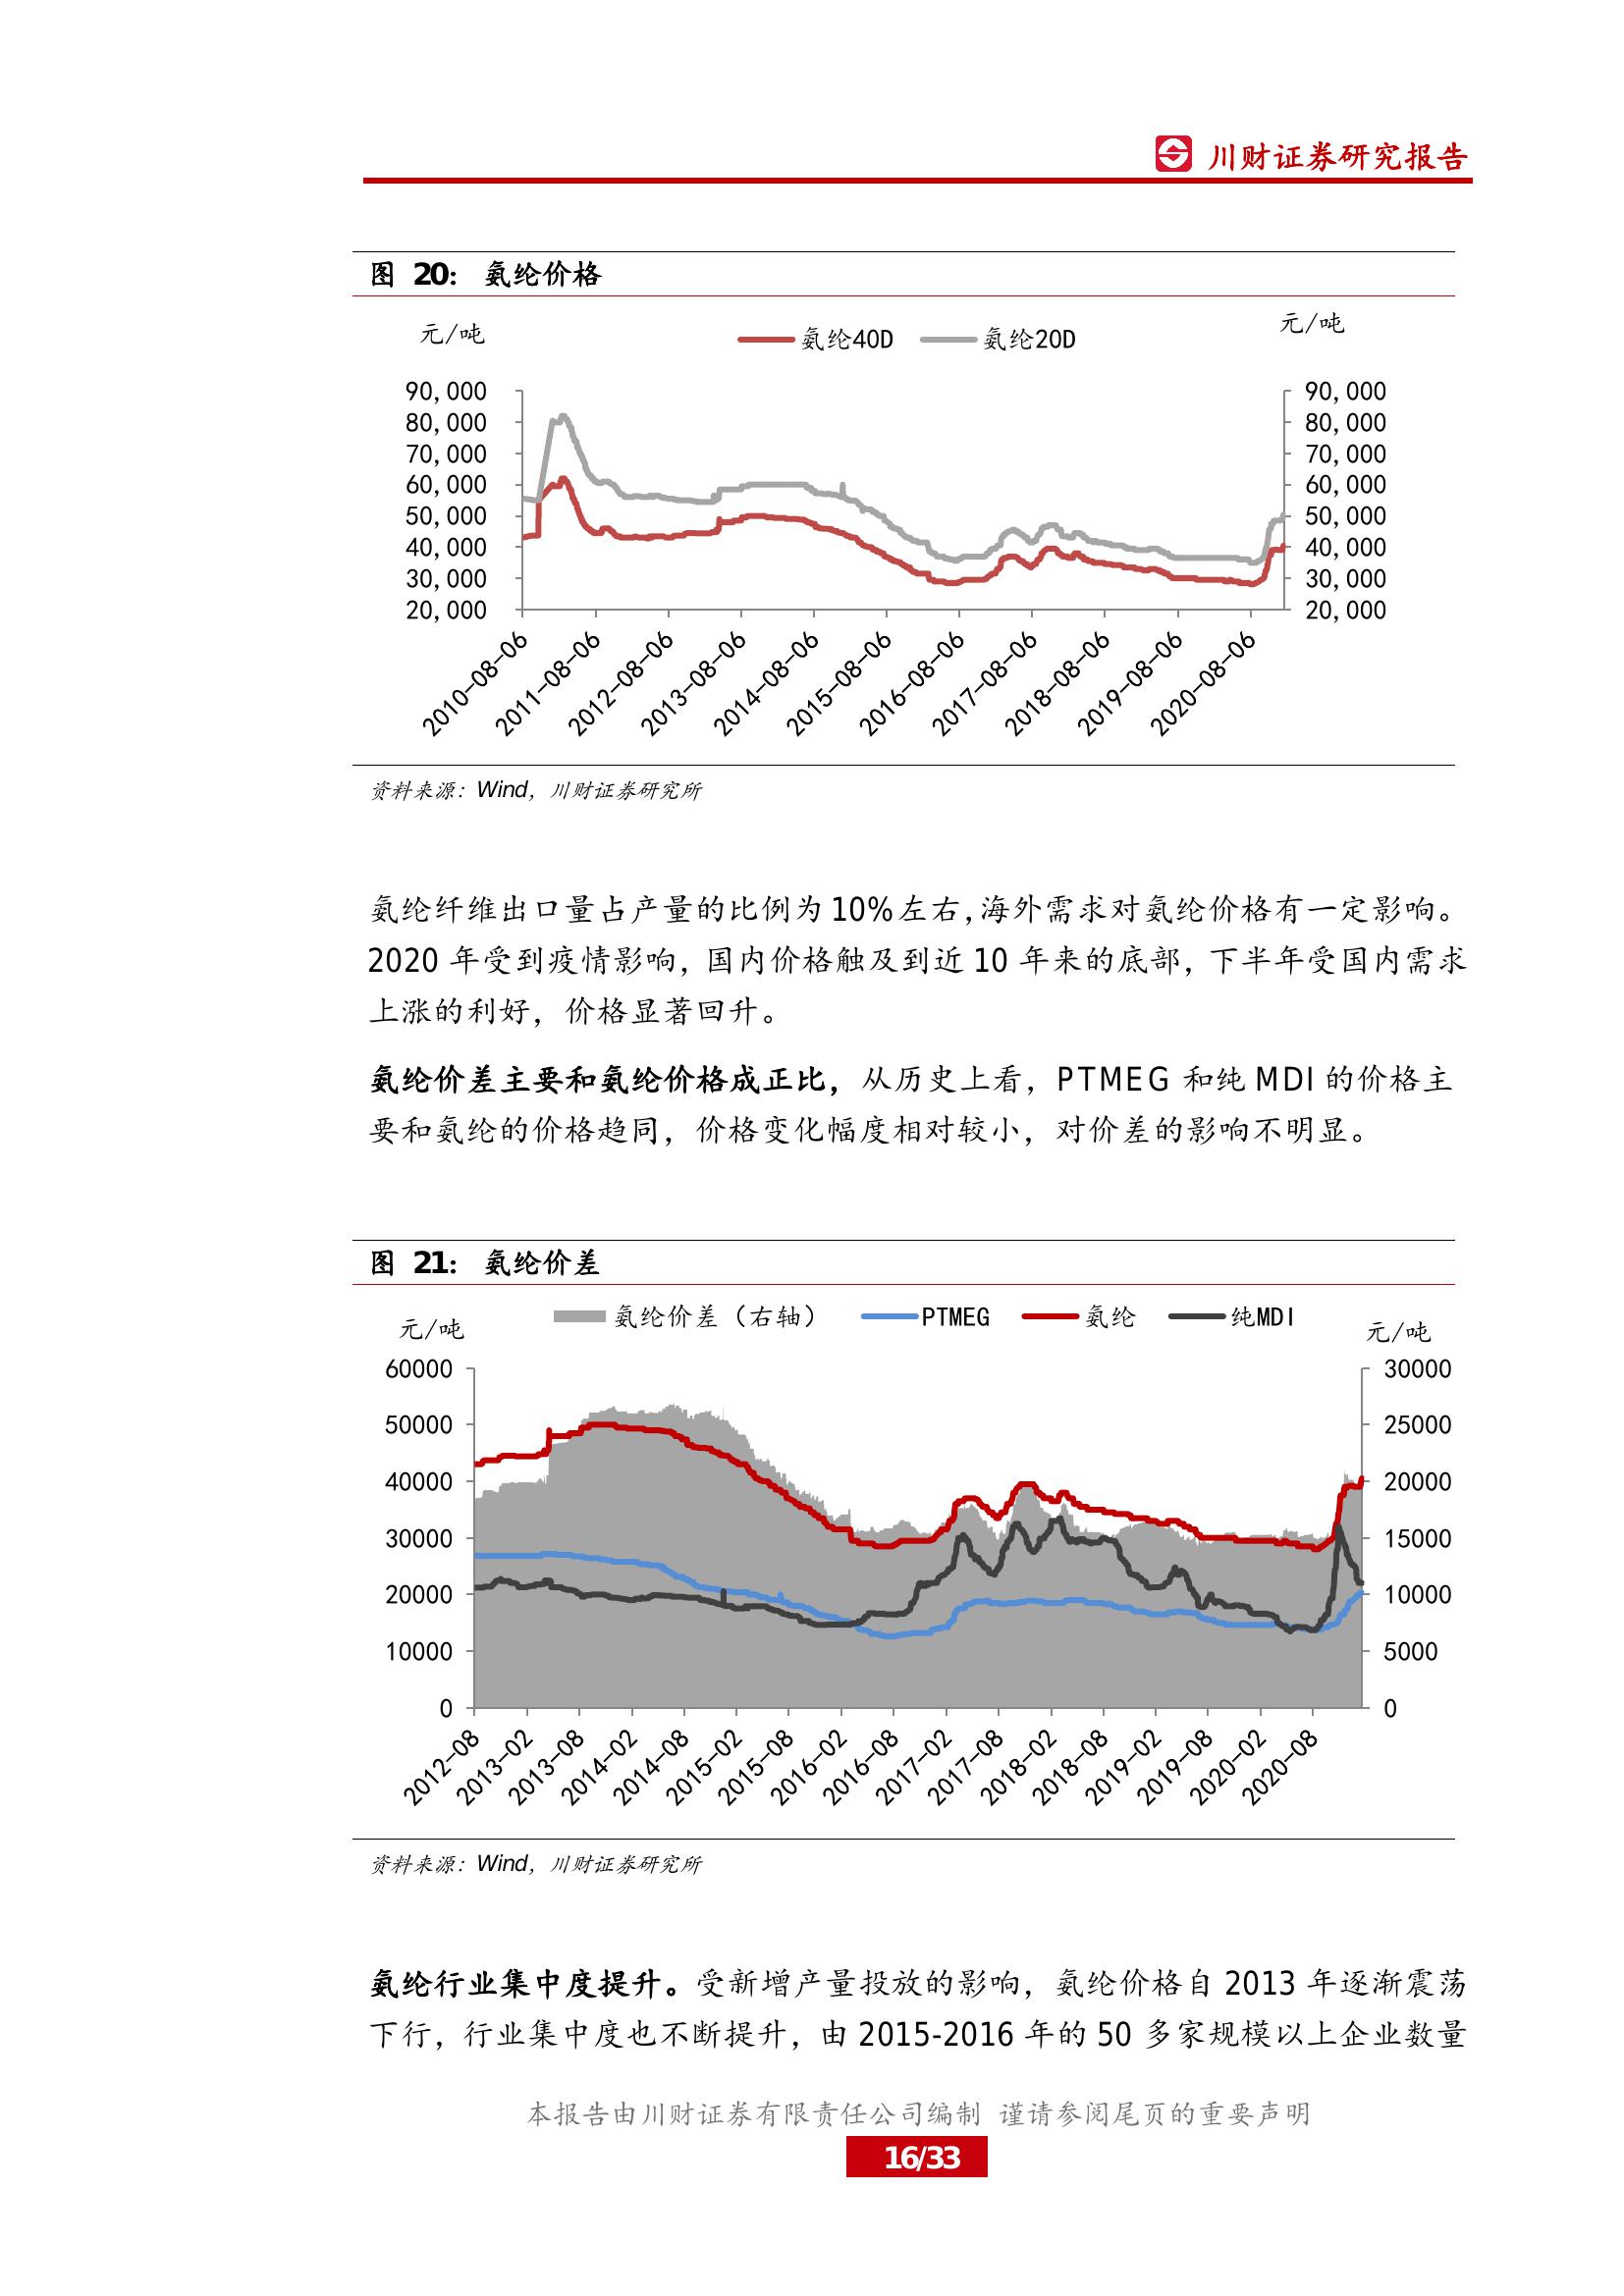 川财证券研究报告
图 20： 氨纶价格
元/吨
元/吨
氨纶40D
氨纶20D
90,000
80,000
70,000
60,000
50,000
40,000
30,000
20,000
90,000
80,000
70,000
60,000
50,000
40,000
30,000
20,000
2010-08-06
2011-08-06
2012-08-06
2013-08-06
2014-08-06
2015-08-06
2016-08-06
2017-08-06
2018-08-06
2019-08-06
2020-08-06
资料来源：Wind，川财证券研究所
氨纶纤维出口量占产量的比例为 10%左右，海外需求对氨纶价格有一定影响。
2020 年受到疫情影响，国内价格触及到近 10 年来的底部，下半年受国内需求
上涨的利好，价格显著回升。
氨纶价差主要和氨纶价格成正比，从历史上看，PTMEG 和纯 MDI 的价格主
要和氨纶的价格趋同，价格变化幅度相对较小，对价差的影响不明显。
图 21： 氨纶价差
元/吨
氨纶价差（右轴）
PTMEG
氨纶
纯MDI
元/吨
60000
50000
40000
30000
20000
10000
0
30000
25000
20000
15000
10000
5000
0
2012-08
2013-02
2013-08
2014-02
2014-08
2015-02
2015-08
2016-02
2016-08
2017-02
2017-08
2018-02
2018-08
2019-02
2019-08
2020-02
2020-08
资料来源：Wind，川财证券研究所
氨纶行业集中度提升。受新增产量投放的影响，氨纶价格自 2013 年逐渐震荡
下行，行业集中度也不断提升，由 2015-2016 年的 50 多家规模以上企业数量
本报告由川财证券有限责任公司编制 谨请参阅尾页的重要声明
16/33